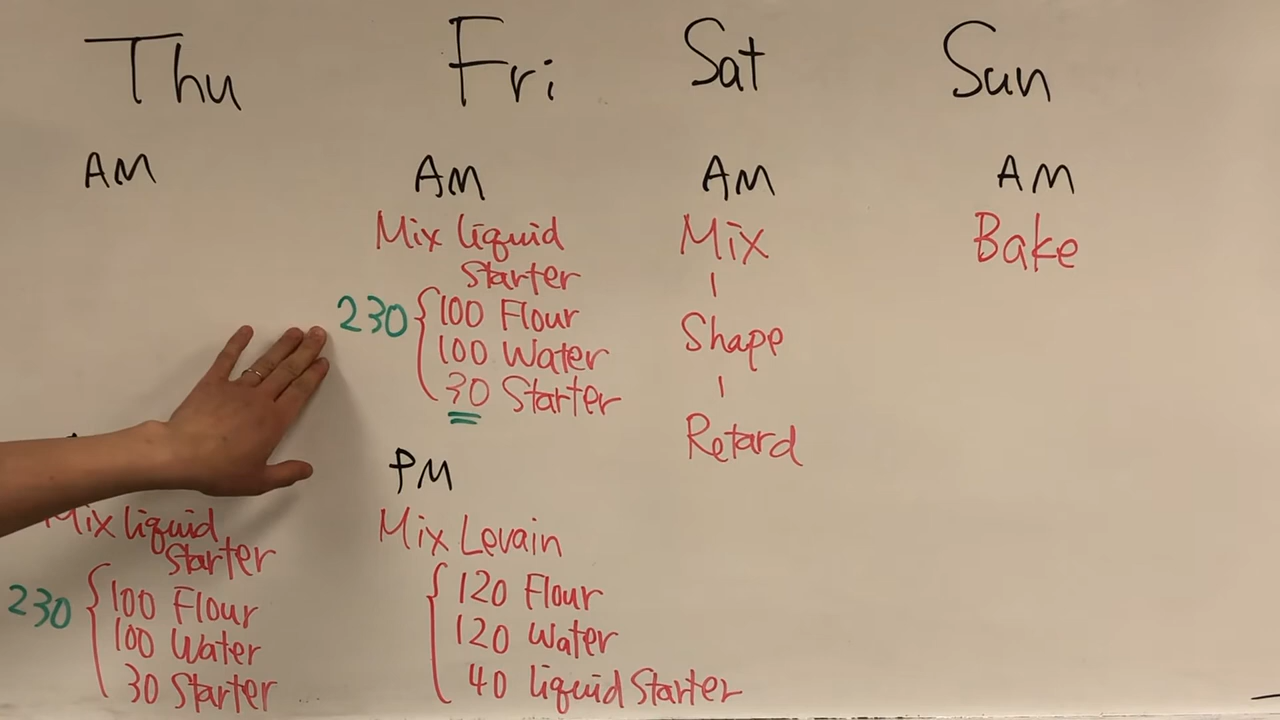 Thu
AM
Mix liquid
Starter
230
100 Flour
100 Water
30 Starter
Fri
AM
Mix liquid
Starter
230
100 Flour
100 Water
30 Starter
PM
Mix Levain
120 Flour
120 Water
40 liquid Starter
Sat
AM
Mix
Shape
Retard
Sun
AM
Bake